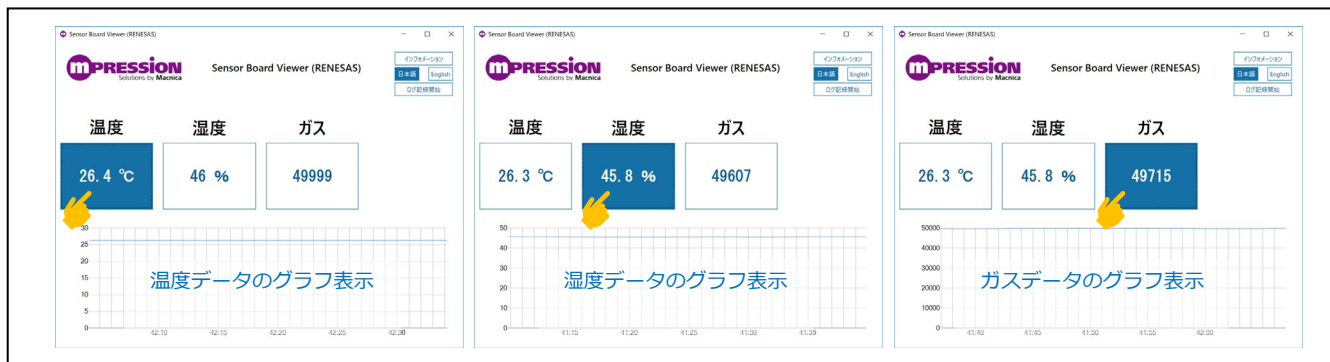 Sensor Board Viewer (RENESAS)
mPRESSION
Solutions by Macnica
Sensor Board Viewer (RENESAS)
インフォメーション
日本語 English
ログ記録開始
温度 湿度 ガス
26.4 ℃ 46 % 49999
30
25
20
15
10
5
0
温度データのグラフ表示
42:10 42:15 42:20 42:25 42:30
Sensor Board Viewer (RENESAS)
mPRESSION
Solutions by Macnica
Sensor Board Viewer (RENESAS)
インフォメーション
日本語 English
ログ記録開始
温度 湿度 ガス
26.3 ℃ 45.8 % 49607
50
40
30
20
10
0
湿度データのグラフ表示
41:15 41:20 41:25 41:30 41:35
Sensor Board Viewer (RENESAS)
mPRESSION
Solutions by Macnica
Sensor Board Viewer (RENESAS)
インフォメーション
日本語 English
ログ記録開始
温度 湿度 ガス
26.3 ℃ 45.8 % 49715
50000
40000
30000
20000
10000
0
ガスデータのグラフ表示
41:40 41:45 41:50 41:55 42:00